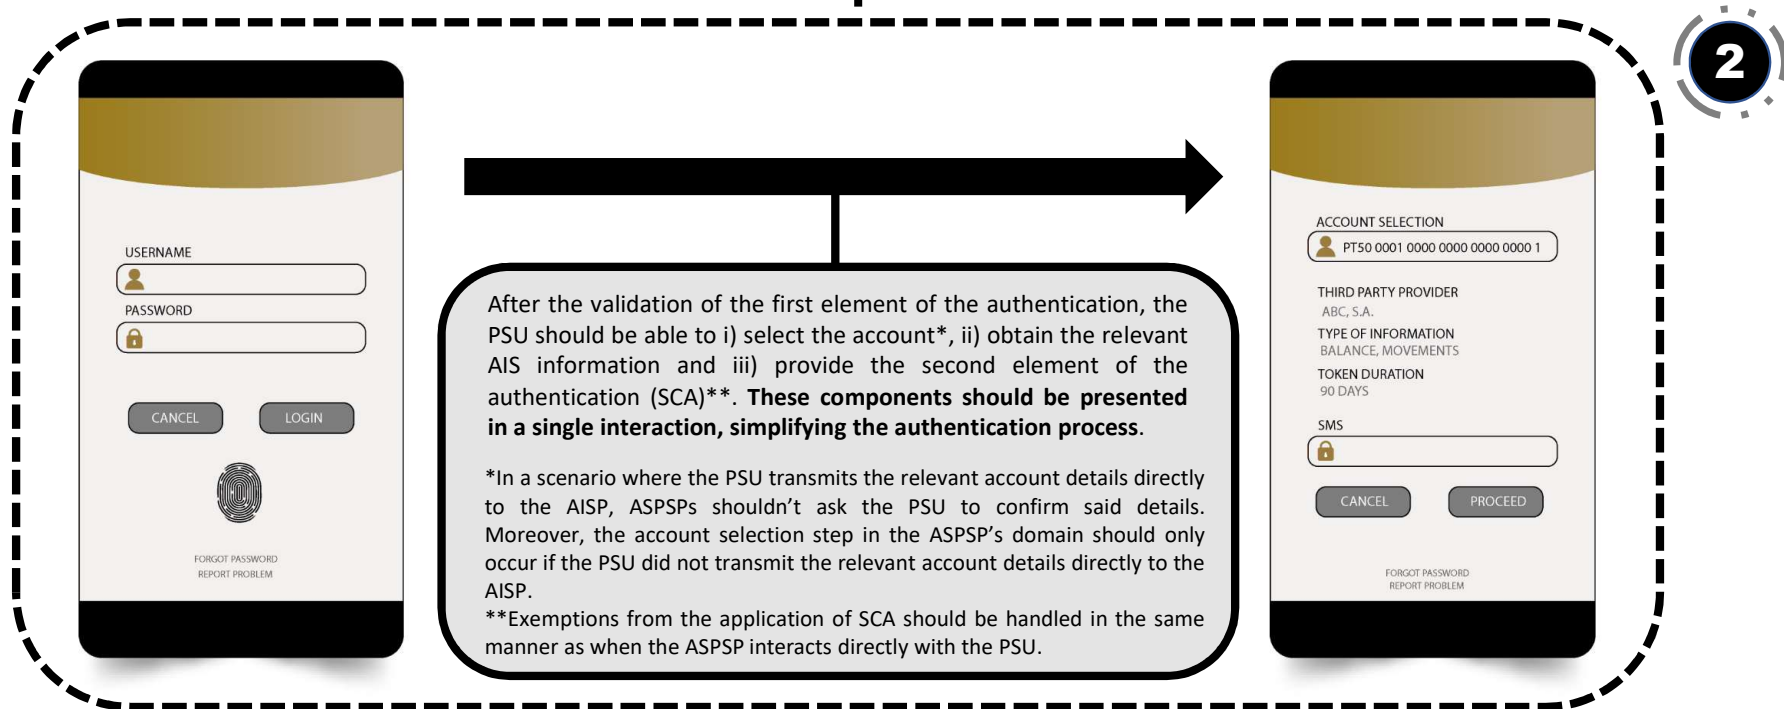 2
USERNAME
PASSWORD
CANCEL LOGIN
FORGOT PASSWORD
REPORT PROBLEM
After the validation of the first element of the authentication, the
PSU should be able to i) select the account*, ii) obtain the relevant
AIS information and iii) provide the second element of the
authentication (SCA)**. These components should be presented
in a single interaction, simplifying the authentication process.
*In a scenario where the PSU transmits the relevant account details directly
to the AISP, ASPSPs shouldn’t ask the PSU to confirm said details.
Moreover, the account selection step in the ASPSP’s domain should only
occur if the PSU did not transmit the relevant account details directly to the
AISP.
**Exemptions from the application of SCA should be handled in the same
manner as when the ASPSP interacts directly with the PSU.
ACCOUNT SELECTION
PT50 0001 0000 0000 0000 0000 1
THIRD PARTY PROVIDER
ABC, S.A.
TYPE OF INFORMATION
BALANCE, MOVEMENTS
TOKEN DURATION
90 DAYS
SMS
CANCEL PROCEED
FORGOT PASSWORD
REPORT PROBLEM